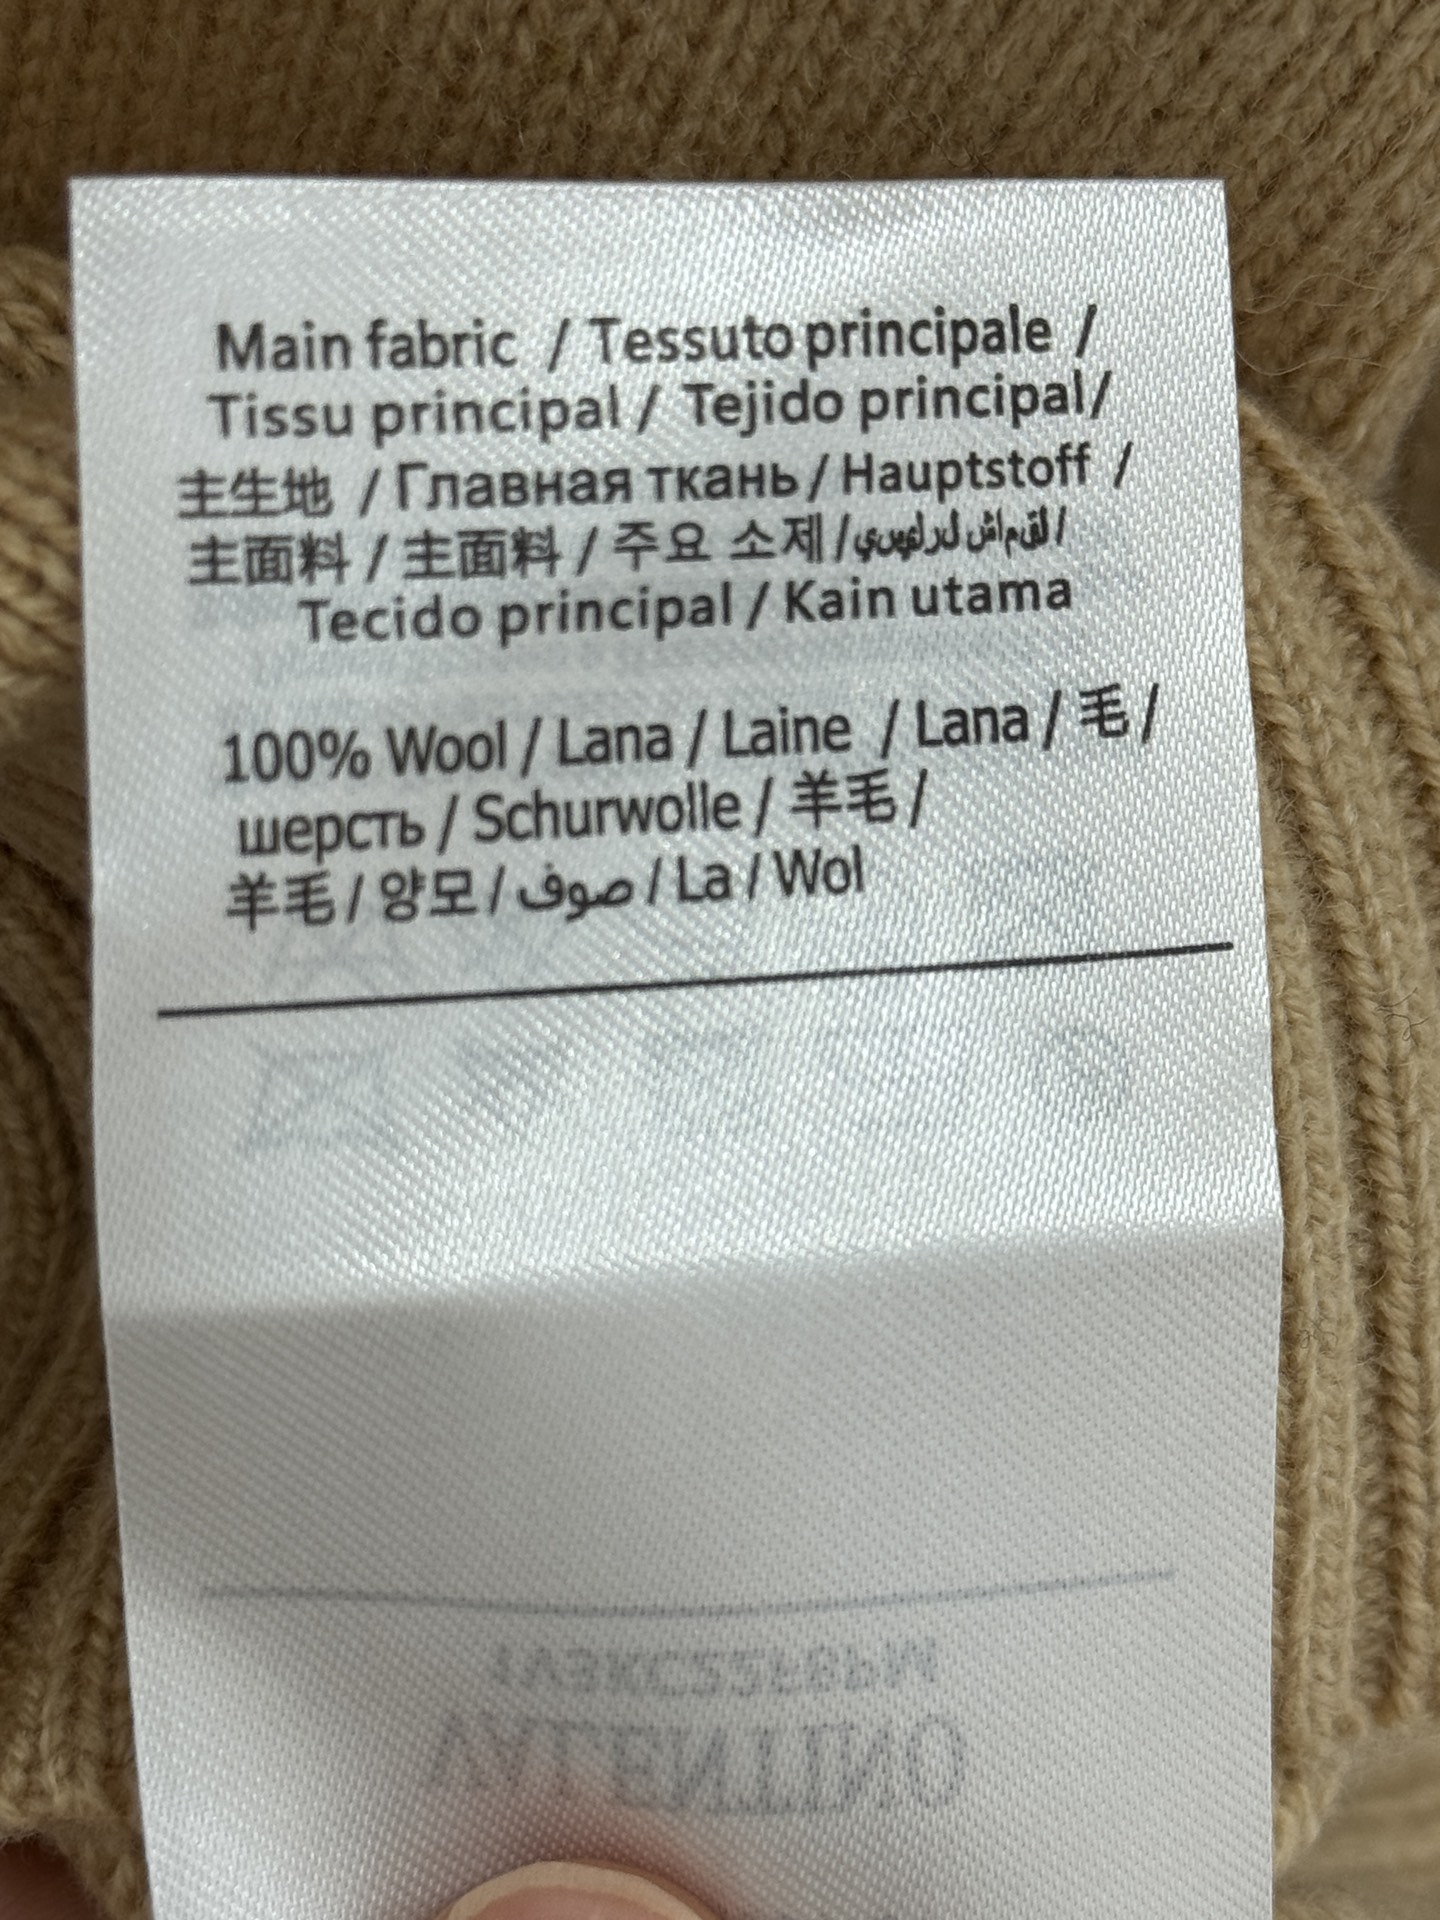 Main fabric / Tessuto principale /
Tissu principal / Tejido principal/
主生地 / Главная ткань / Hauptstoff /
主面料 / 主面料 / 주요 소제 / /
Tecido principal / Kain utama
100% Wool / Lana / Laine / Lana / 毛 /
шерсть / Schurwolle / 羊毛 /
羊毛 / 양모 / صوف / La / Wol
VALENTINO